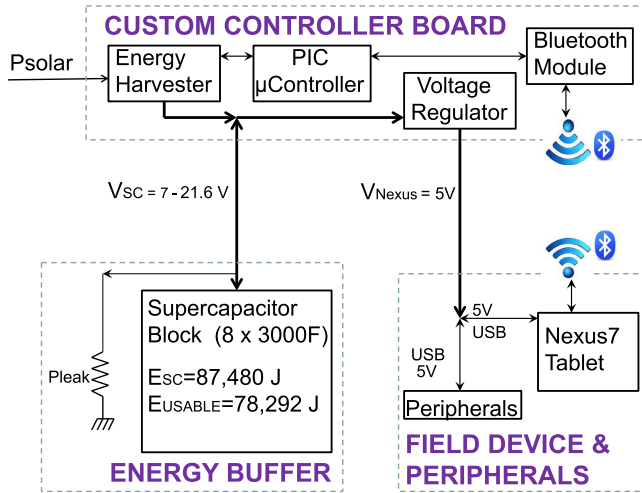 CUSTOM CONTROLLER BOARD
Psolar
Energy
Harvester
PIC
µController
Voltage
Regulator
Bluetooth
Module
VSC = 7 - 21.6 V
VNexus = 5V
Supercapacitor
Block (8 x 3000F)
ESC=87,480 J
EUSABLE=78,292 J
Pleak
ENERGY BUFFER
5V
USB
Nexus7
Tablet
USB
5V
Peripherals
FIELD DEVICE &
PERIPHERALS